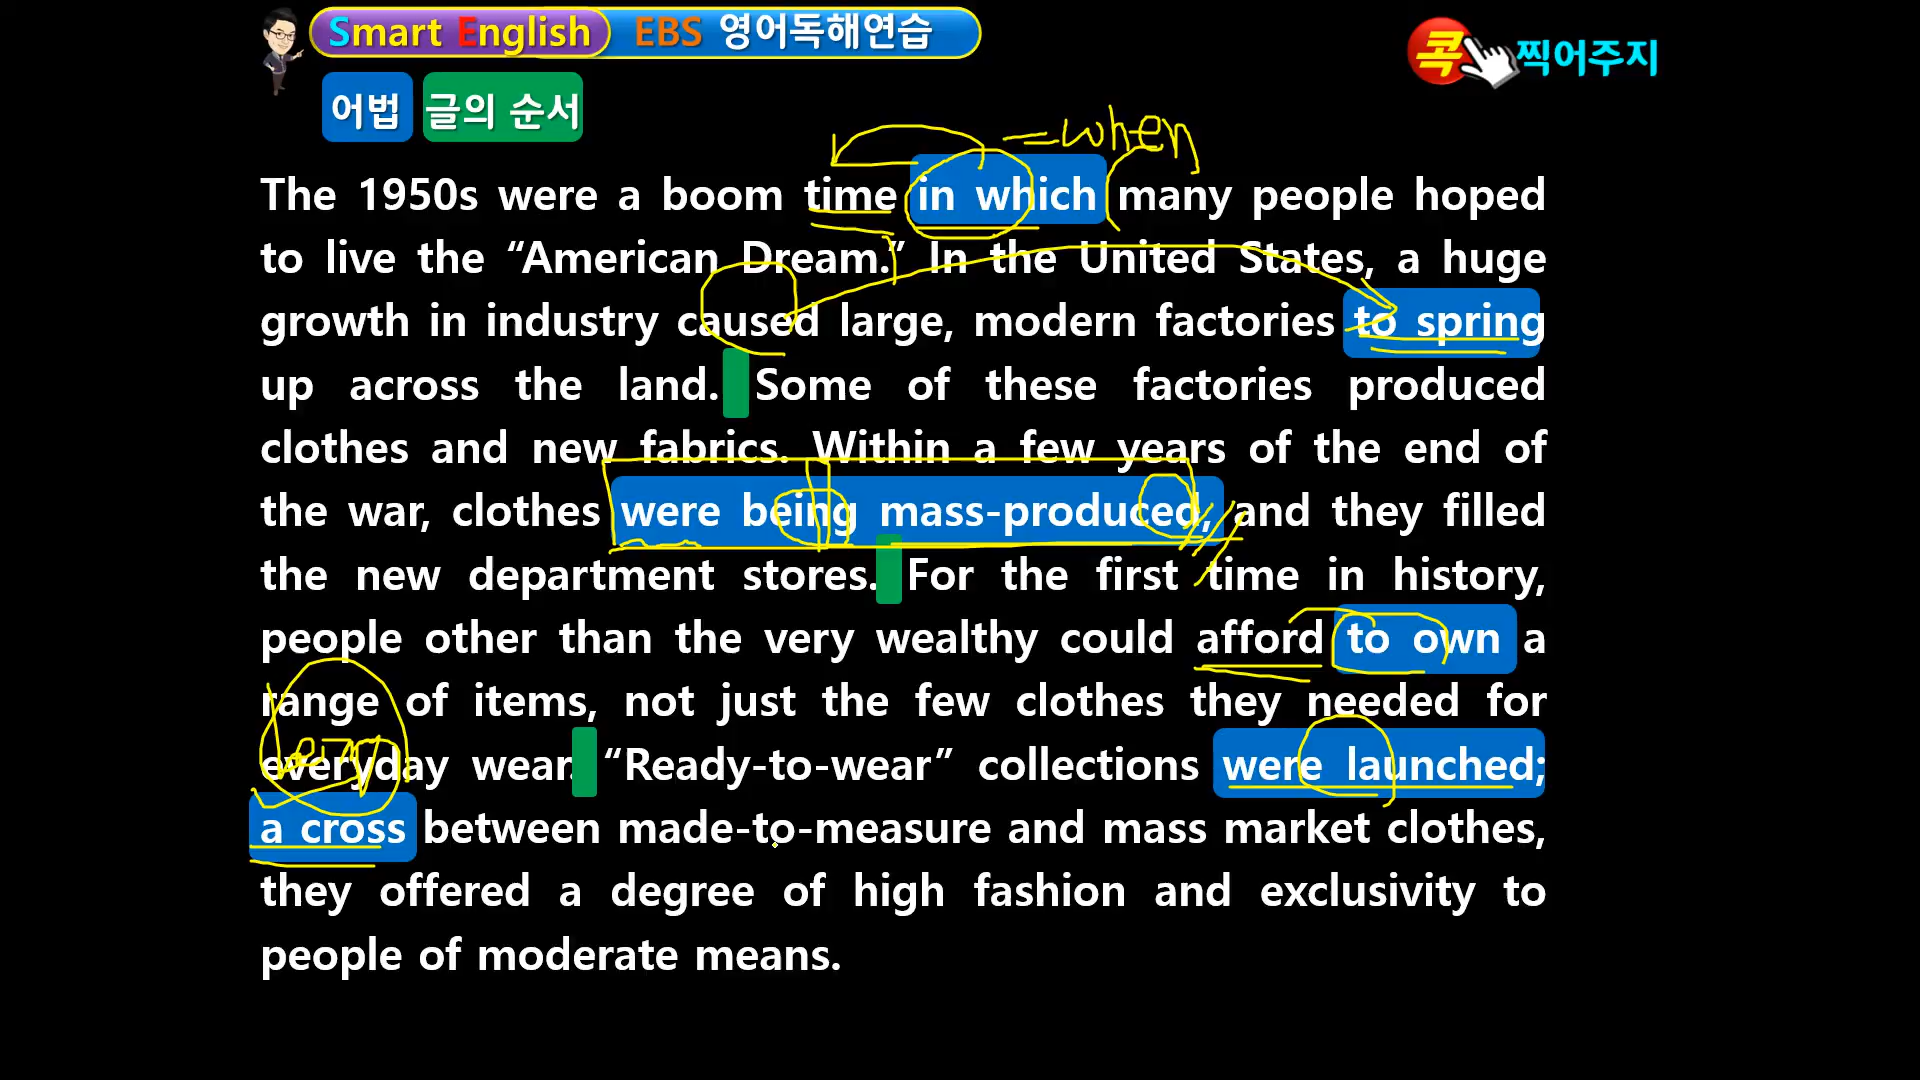 Smart English EBS 영어독해연습
콕 찍어주지
어법 글의 순서
=when
The 1950s were a boom time in which many people hoped
to live the “American Dream.” In the United States, a huge
growth in industry caused large, modern factories to spring
up across the land. Some of these factories produced
clothes and new fabrics. Within a few years of the end of
the war, clothes were being mass-produced, and they filled
the new department stores. For the first time in history,
people other than the very wealthy could afford to own a
range of items, not just the few clothes they needed for
being
everyday wear. “Ready-to-wear” collections were launched;
a cross between made-to-measure and mass market clothes,
they offered a degree of high fashion and exclusivity to
people of moderate means.